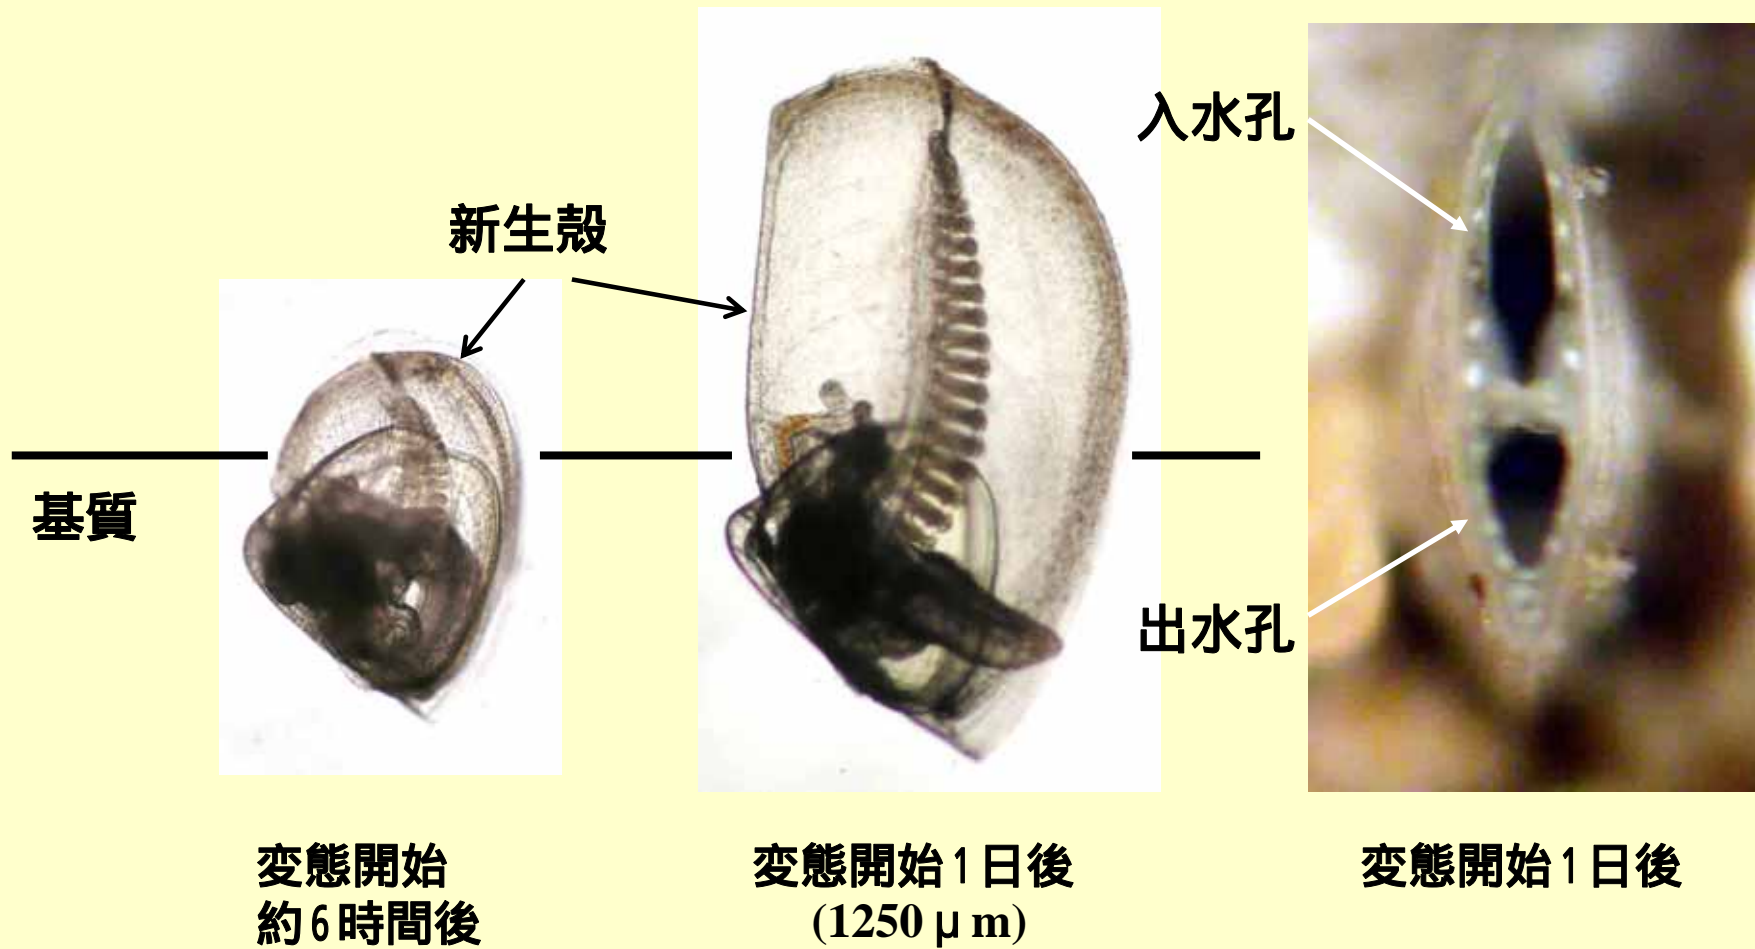 入水孔
新生殻
基質
出水孔
変態開始
約6時間後
変態開始1日後
(1250μm)
変態開始1日後